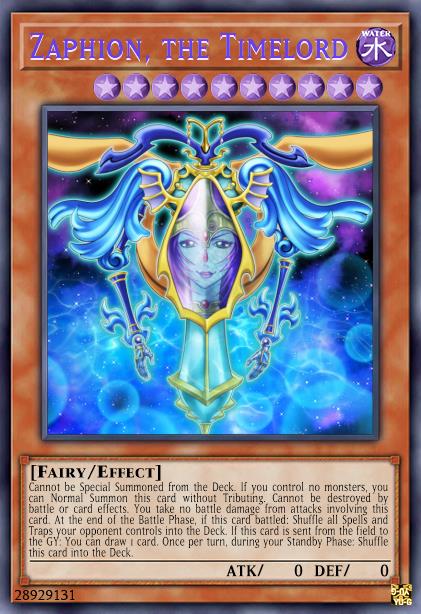 ZAPHION, THE TIMELORD
WATER
水
[FAIRY/EFFECT]
Cannot be Special Summoned from the Deck. If you control no monsters, you
can Normal Summon this card without Tributing. Cannot be destroyed by
battle or card effects. You take no battle damage from attacks involving this
card. At the end of the Battle Phase, if this card battled: Shuffle all Spells and
Traps your opponent controls into the Deck. If this card is sent from the field to
the GY: You can draw 1 card. Once per turn, during your Standby Phase: Shuffle
this card into the Deck.
ATK/ 0 DEF/ 0
28929131